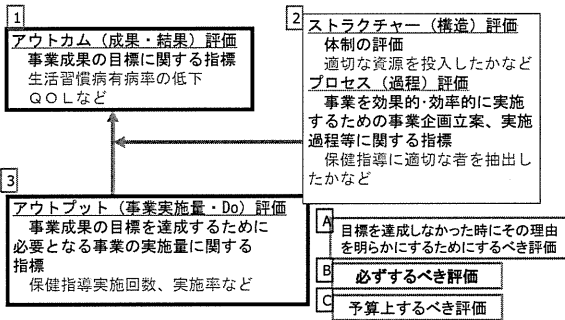 1
アウトカム（成果・結果）評価
事業成果の目標に関する指標
生活習慣病有病率の低下
ＱＯＬなど
2
ストラクチャー（構造）評価
体制の評価
適切な資源を投入したかなど
プロセス（過程）評価
事業を効果的･効率的に実施
するための事業企画立案、実施
過程等に関する指標
保健指導に適切な者を抽出し
たかなど
3
アウトプット（事業実施量・Do）評価
事業成果の目標を達成するために
必要となる事業の実施量に関する
指標
保健指導実施回数、実施率など
A
目標を達成しなかった時にその理由
を明らかにするためにするべき評価
B
必ずするべき評価
C
予算上するべき評価